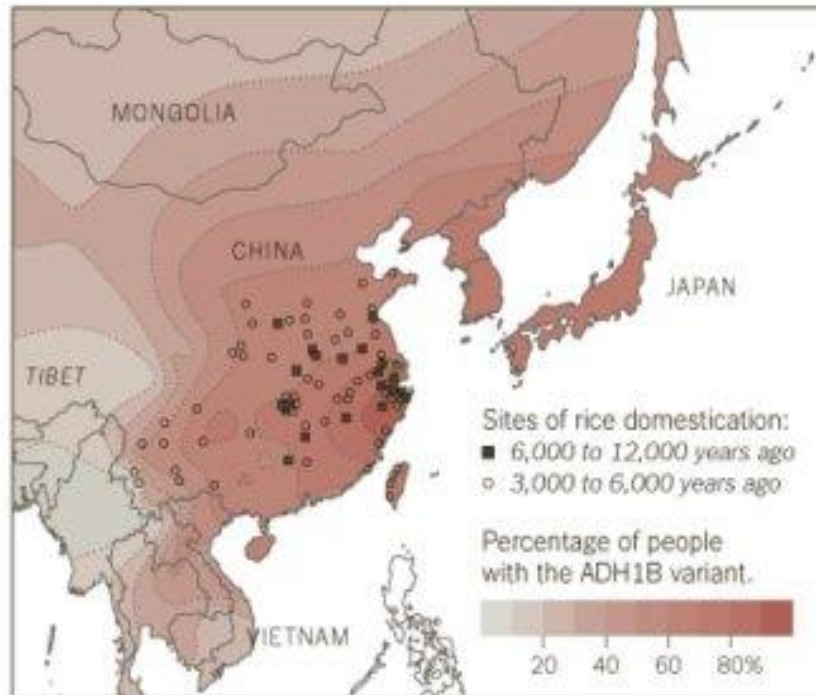 MONGOLIA
CHINA
JAPAN
TIBET
Sites of rice domestication:
6,000 to 12,000 years ago
3,000 to 6,000 years ago
Percentage of people
with the ADH1B variant.
VIETNAM
20 40 60 80%